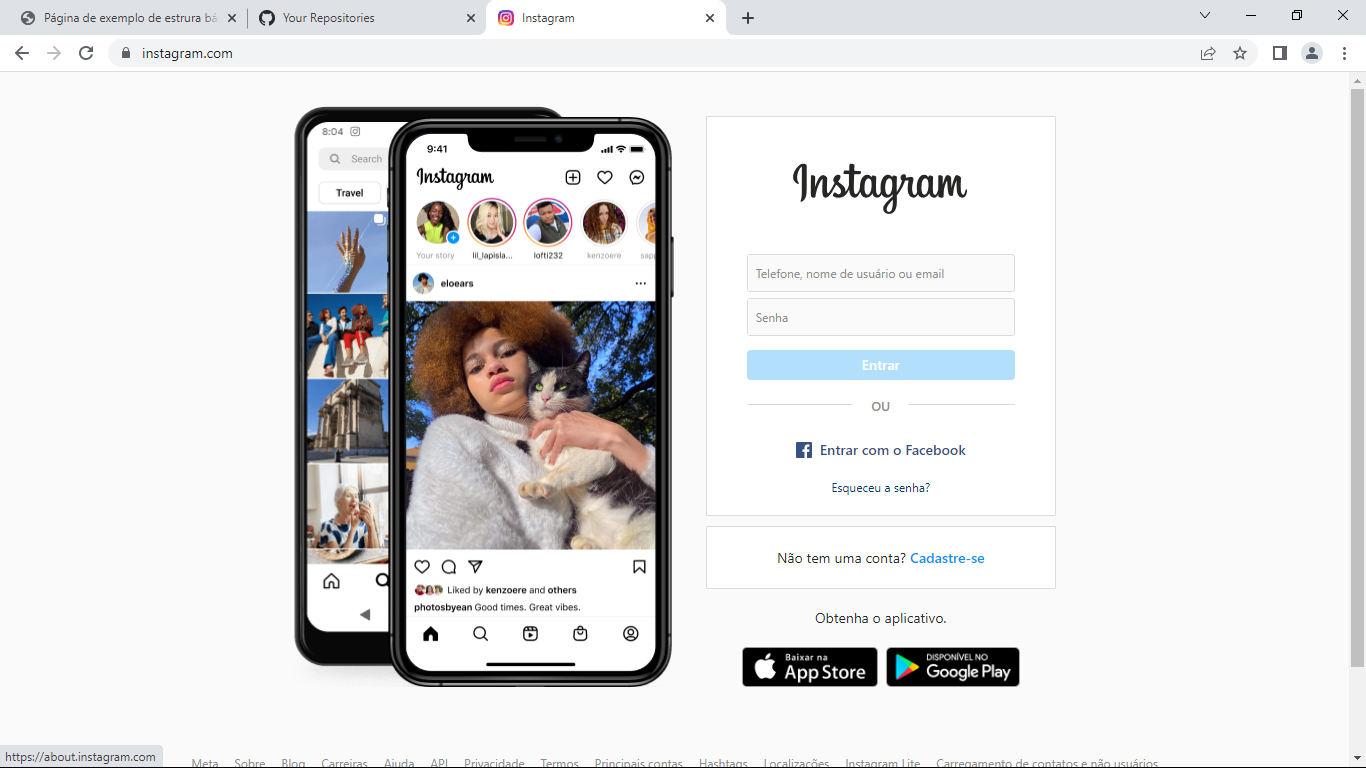 Página de exemplo de estrura bá
Your Repositories
Instagram
instagram.com
8:04
Search
Travel
9:41
Instagram
Your story
lil_lapisla...
lofti232
kenzoere
sapp
eloears
Liked by kenzoere and others
photosbyean Good times. Great vibes.
Instagram
Telefone, nome de usuário ou email
Senha
Entrar
OU
Entrar com o Facebook
Esqueceu a senha?
Não tem uma conta? Cadastre-se
Obtenha o aplicativo.
Baixar na
App Store
DISPONÍVEL NO
Google Play
https://about.instagram.com
Meta Sobre Blog Carreiras Ajuda API Privacidade Termos Principais contas Hashtags Localizações Instagram Lite Carregamento de contatos e não usuários